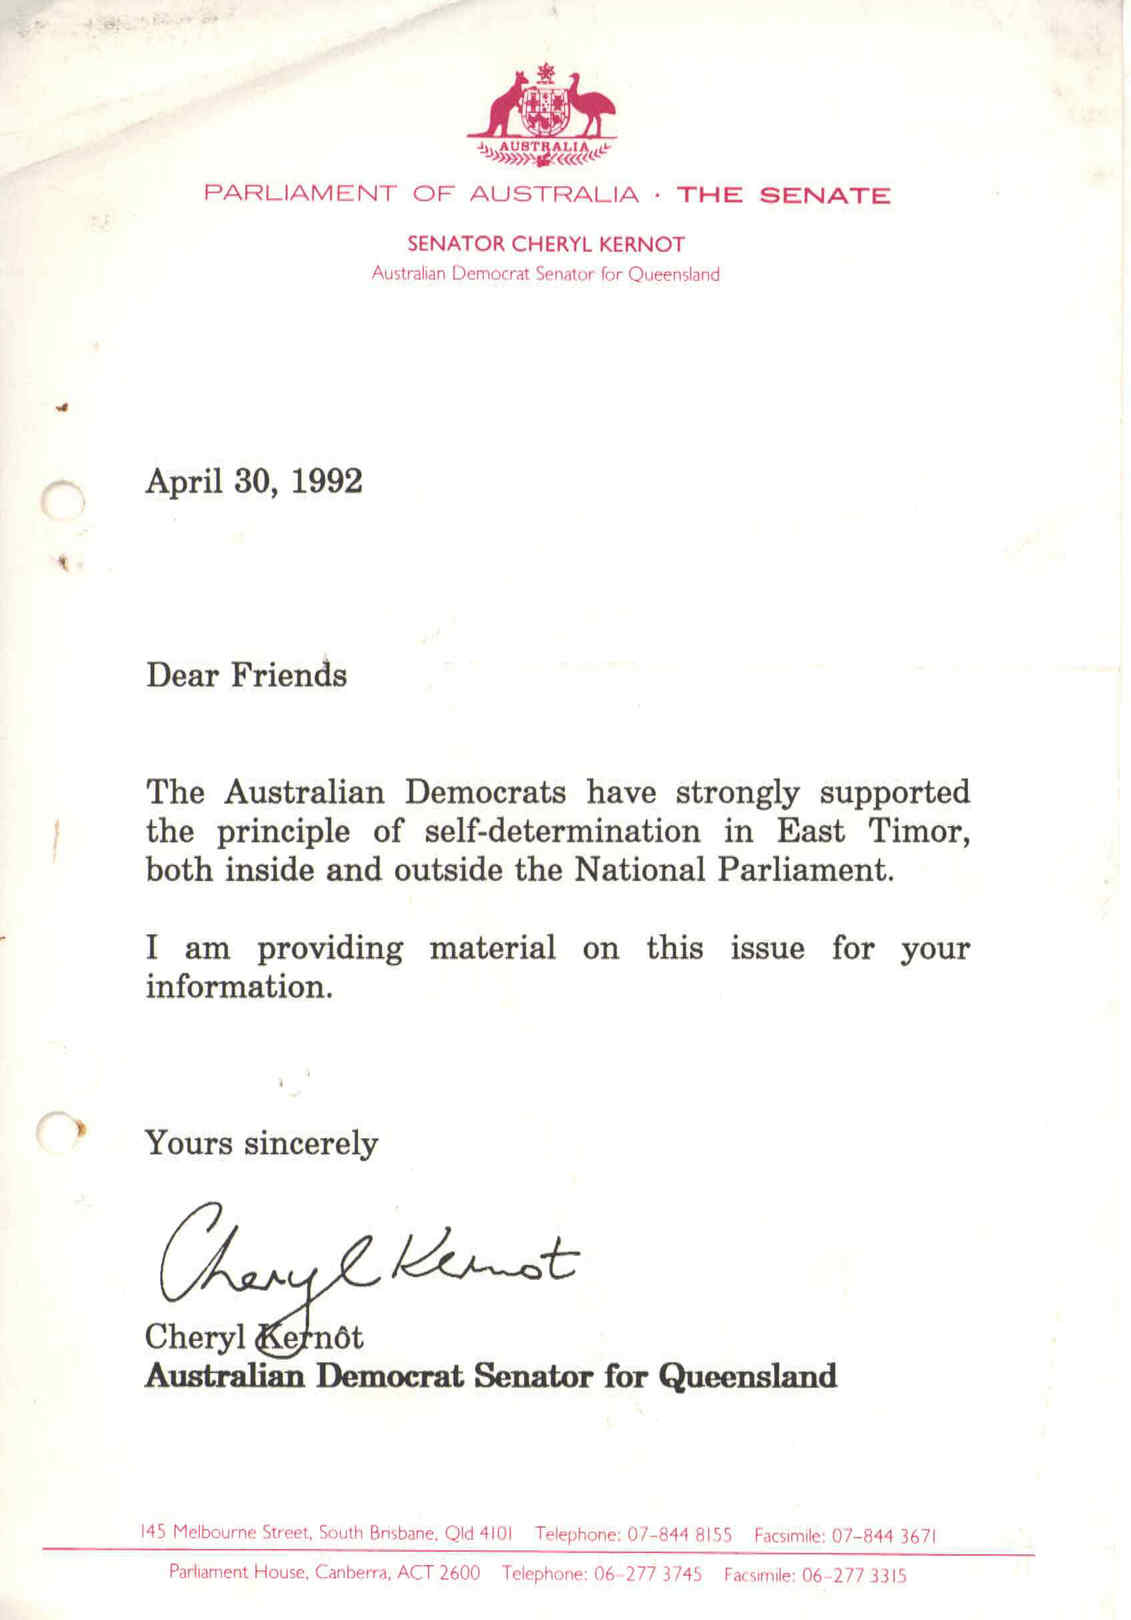 AUSTRALIA
PARLIAMENT OF AUSTRALIA · THE SENATE
SENATOR CHERYL KERNOT
Australian Democrat Senator for Queensland
April 30, 1992
Dear Friends
The Australian Democrats have strongly supported
the principle of self-determination in East Timor,
both inside and outside the National Parliament.
I am providing material on this issue for your
information.
Yours sincerely
Cheryl Kernot
Cheryl Kernôt
Australian Democrat Senator for Queensland
145 Melbourne Street, South Brisbane, Qld 4101 Telephone: 07-844 8155 Facsimile: 07-844 3671
Parliament House, Canberra, ACT 2600 Telephone: 06-277 3745 Facsimile: 06-277 3315